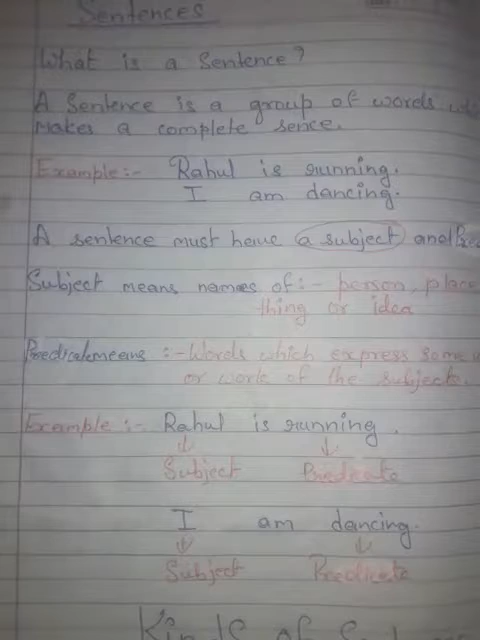 Sentences
What is a Sentence?
A Sentence is a group of words
makes a complete sence.
Example:- Rahul is running.
I am dancing.
A sentence must have a subject and
Subject means names of:- person, place
thing or idea
Predicate means :- Words which express some
or work of the subjects.
Example :- Rahul is running.
↓ ↓
Subject Predicate
I am dancing.
↓ ↓
Subject Predicate
Kinds of